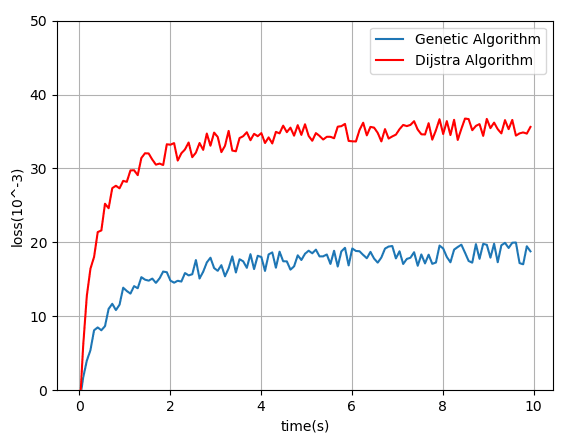 50
40
30
20
10
0
loss(10^-3)
Genetic Algorithm
Dijstra Algorithm
0 2 4 6 8 10
time(s)